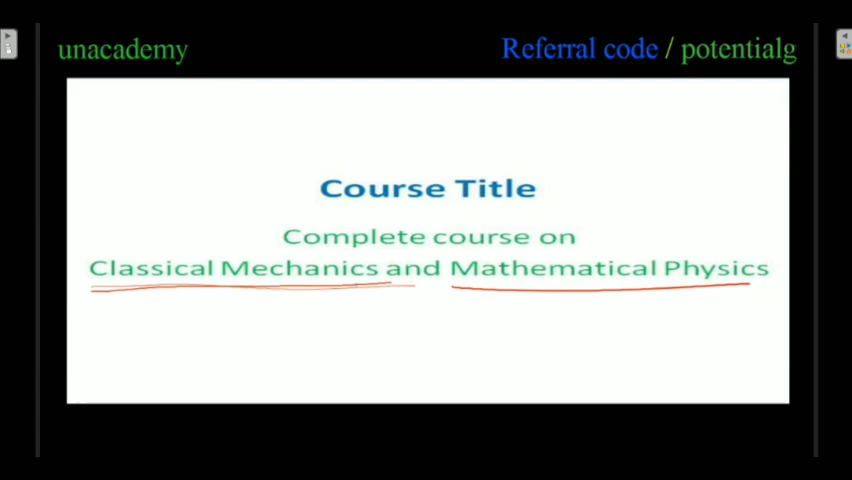 unacademy
Referral code / potentialg
Course Title
Complete course on
Classical Mechanics and Mathematical Physics